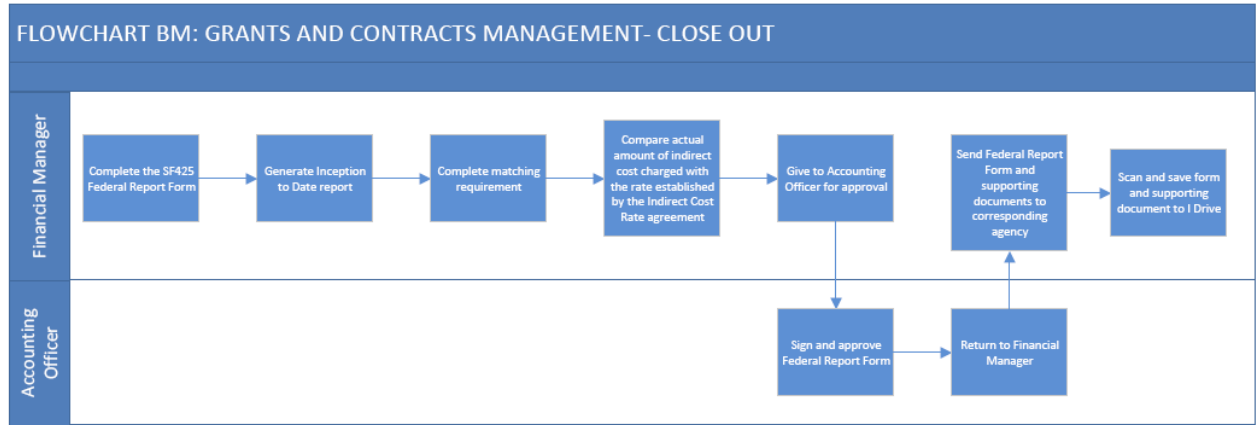 FLOWCHART BM: GRANTS AND CONTRACTS MANAGEMENT- CLOSE OUT
Financial Manager
Complete the SF425
Federal Report Form
Generate Inception
to Date report
Complete matching
requirement
Compare actual
amount of indirect
cost charged with
the rate established
by the Indirect Cost
Rate agreement
Give to Accounting
Officer for approval
Send Federal Report
Form and
supporting
documents to
corresponding
agency
Scan and save form
and supporting
document to I Drive
Accounting
Officer
Sign and approve
Federal Report Form
Return to Financial
Manager